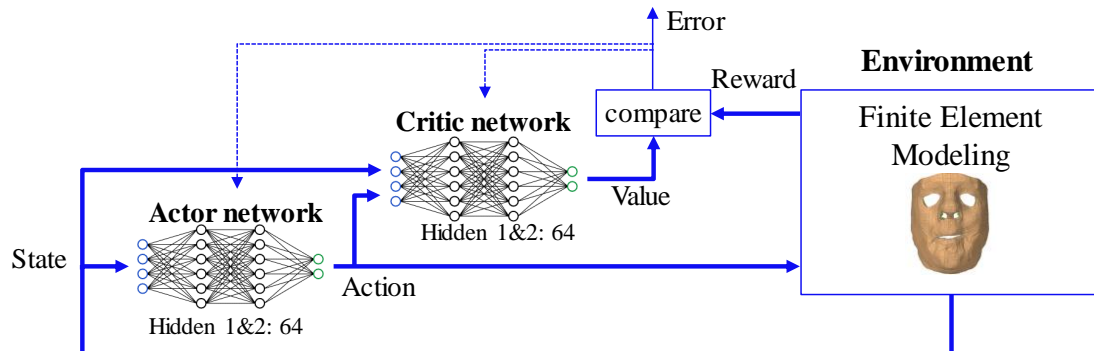 Error
Environment
Reward
Finite Element
Modeling
compare
Critic network
Value
Hidden 1&2: 64
Actor network
State
Action
Hidden 1&2: 64